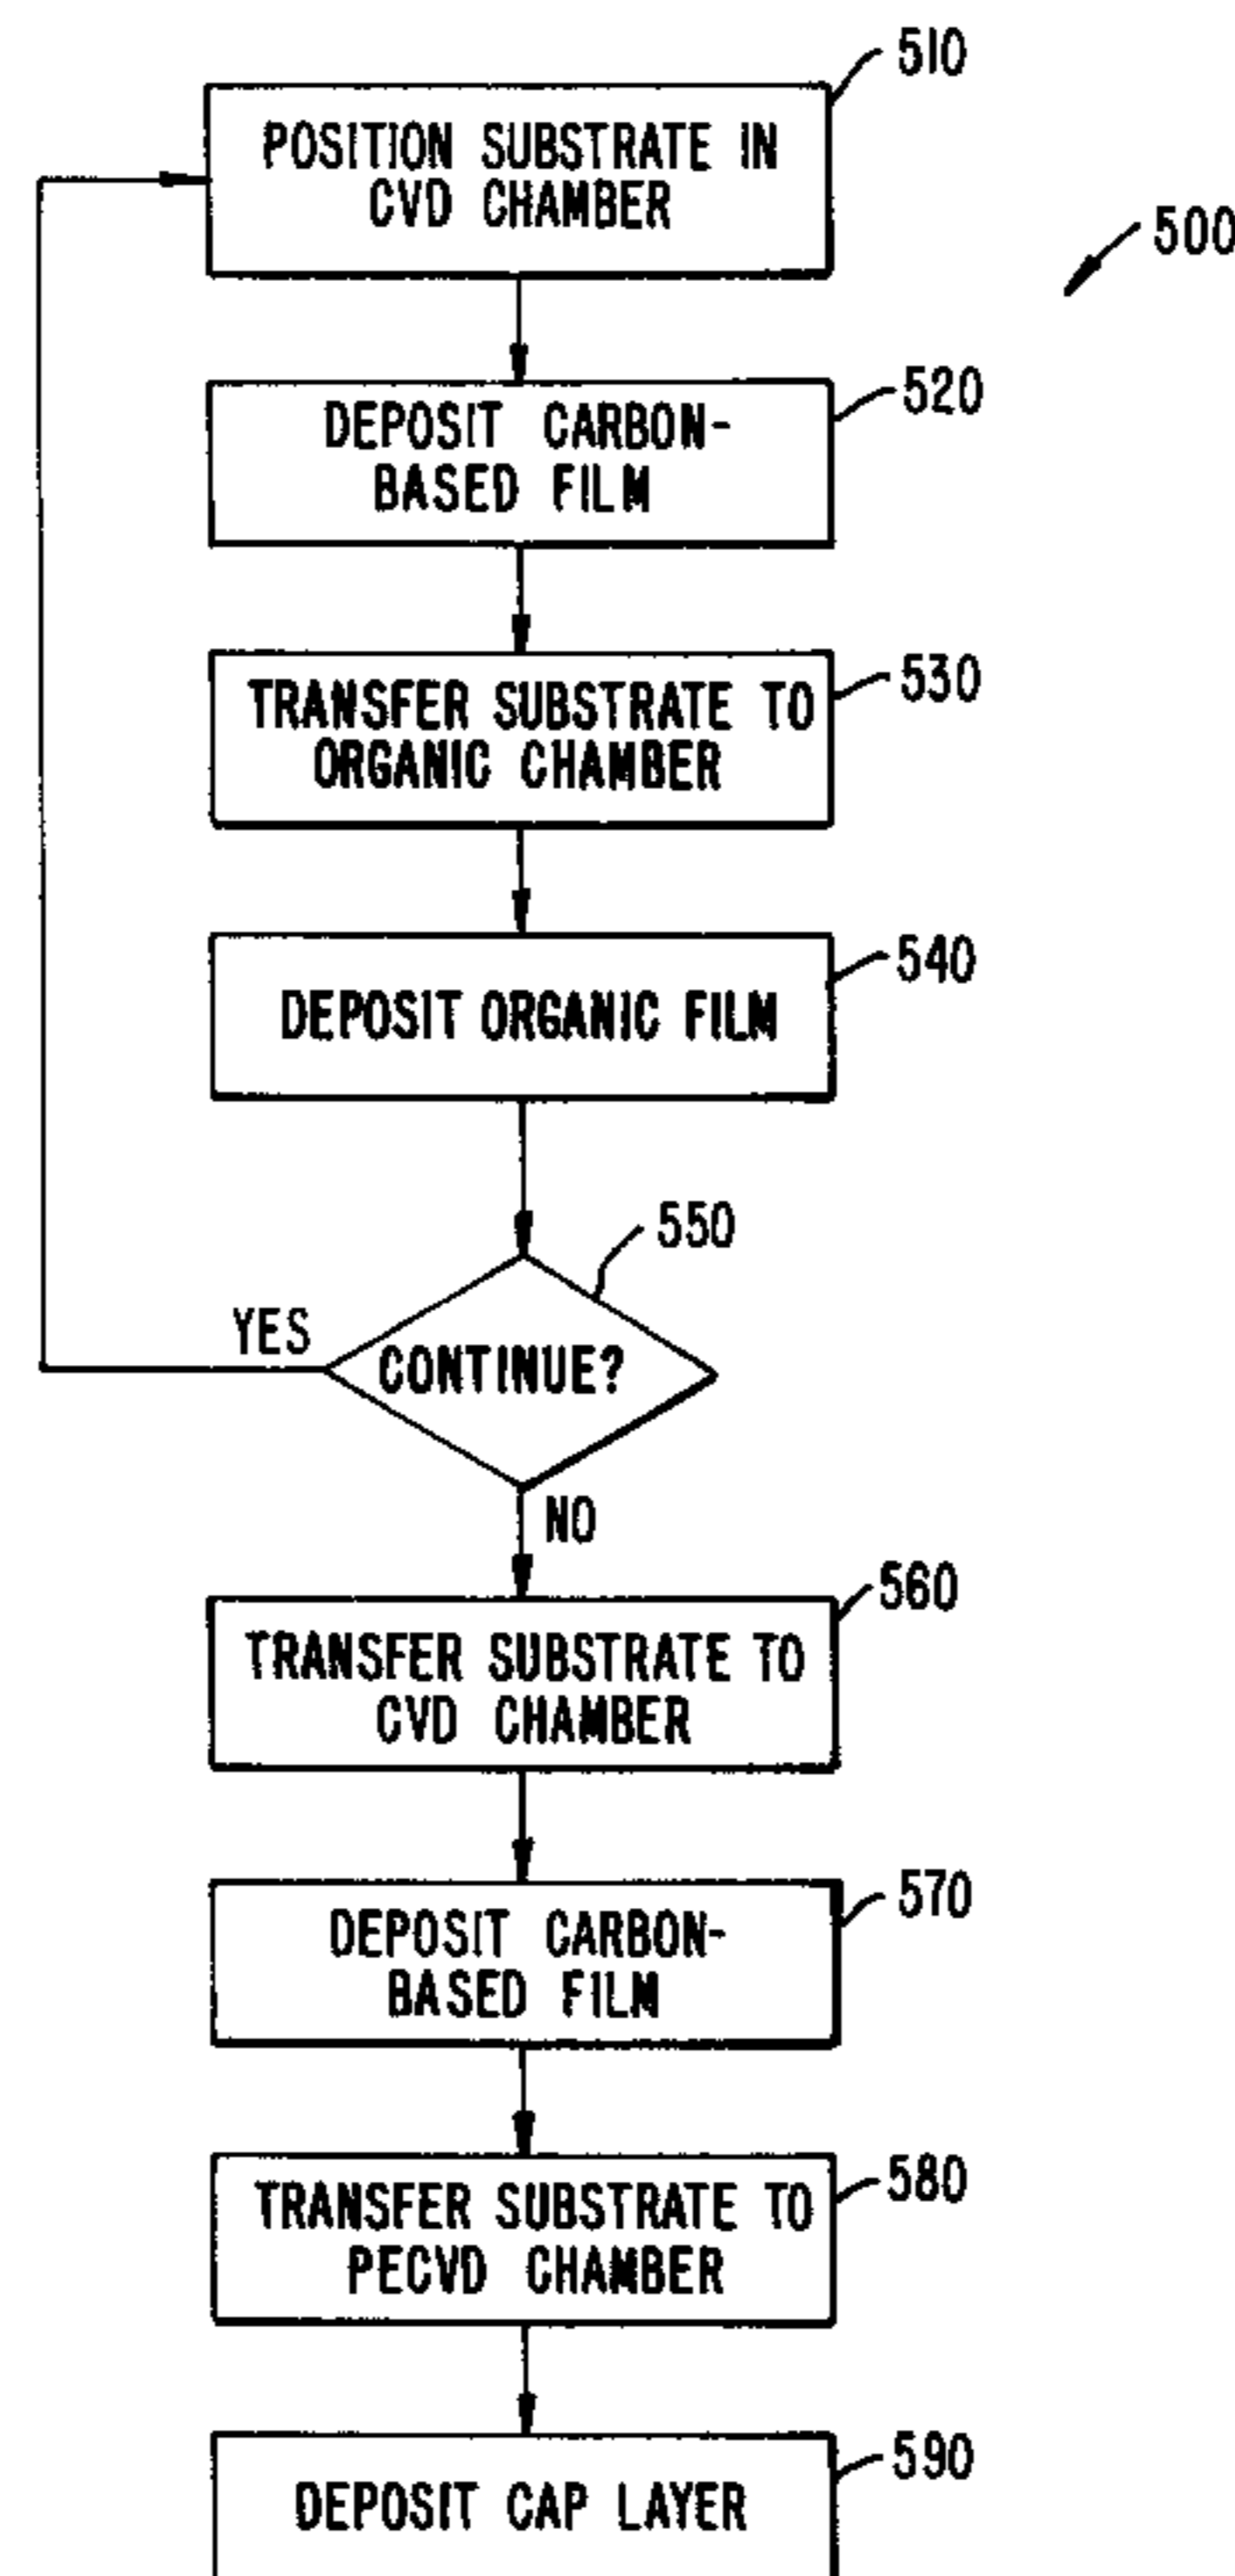 510
POSITION SUBSTRATE IN
CVD CHAMBER
500
520
DEPOSIT CARBON-
BASED FILM
530
TRANSFER SUBSTRATE TO
ORGANIC CHAMBER
540
DEPOSIT ORGANIC FILM
550
YES
CONTINUE?
NO
560
TRANSFER SUBSTRATE TO
CVD CHAMBER
570
DEPOSIT CARBON-
BASED FILM
580
TRANSFER SUBSTRATE TO
PECVD CHAMBER
590
DEPOSIT CAP LAYER